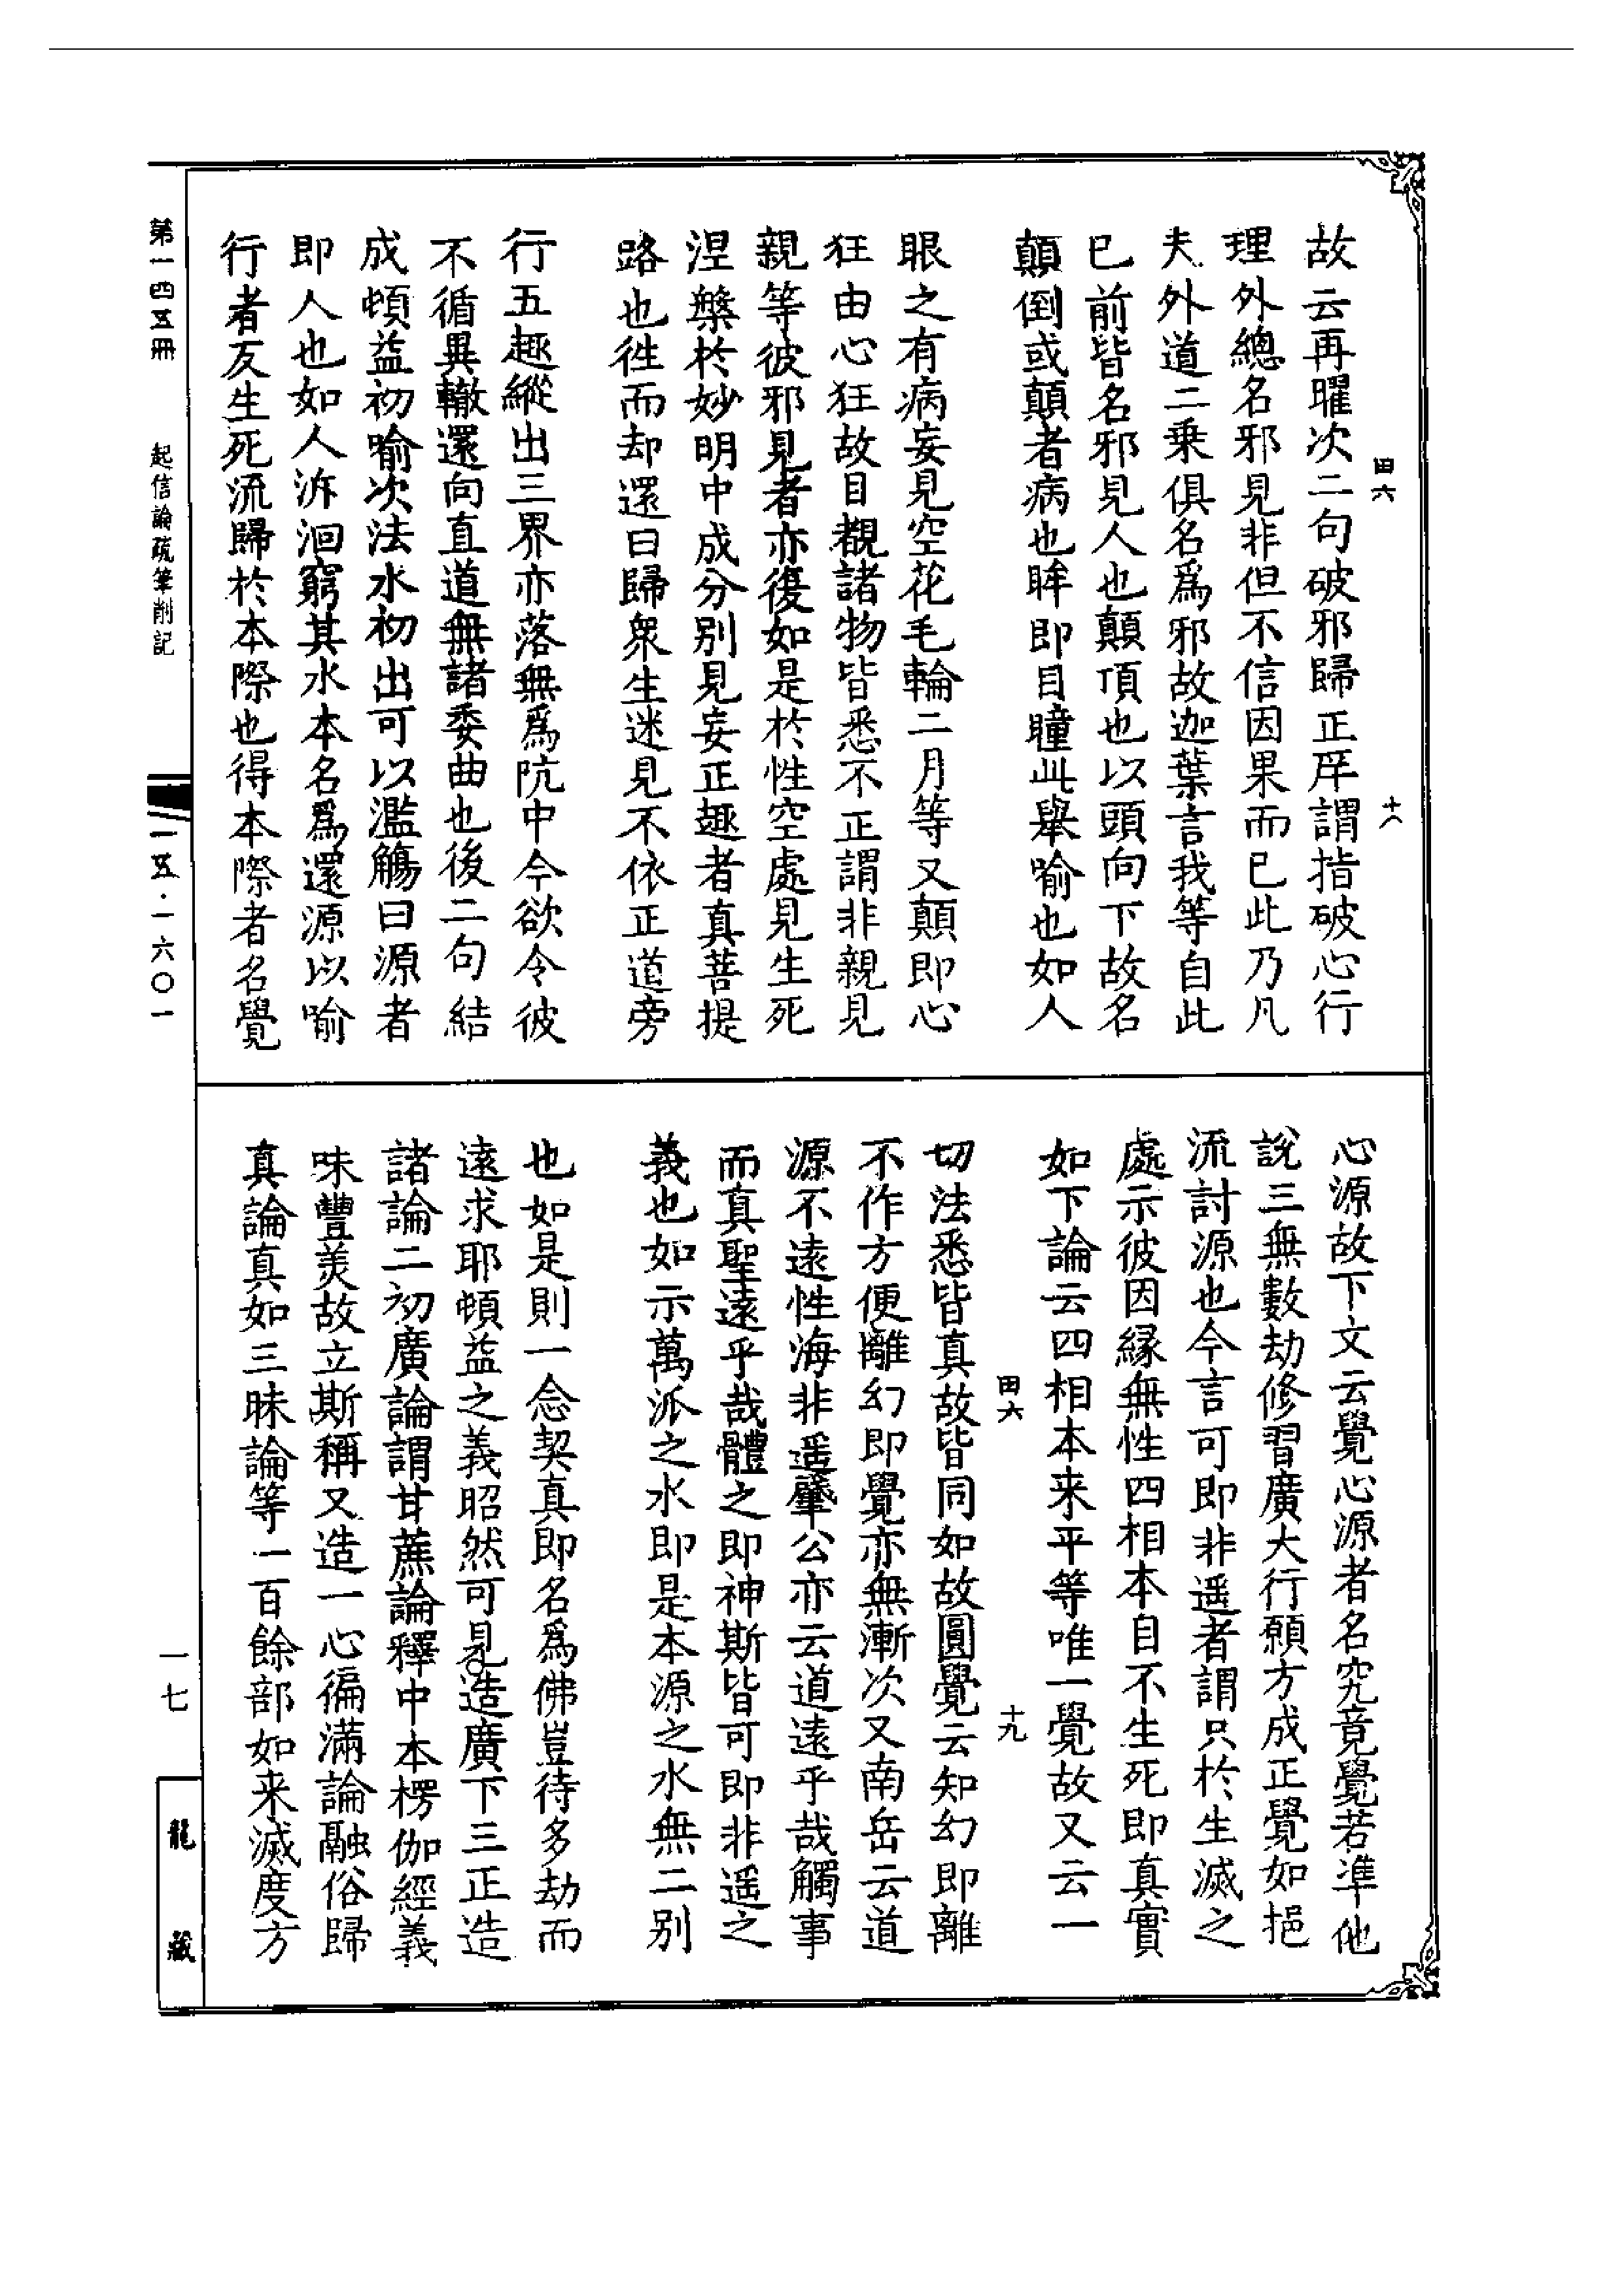 田六
十八
故云再曜次二句破邪歸正厈謂指破心行
理外總名邪見非但不信因果而已此乃凡
夫外道二乗俱名爲邪故迦葉言我等自此
已前皆名邪見人也顛頂也以頭向下故名
顛倒或顛者病也眸即目瞳此舉喻也如人
眼之有病妄見空花毛輪二月等又顛即心
狂由心狂故目覩諸物皆悉不正謂非親見
親等彼邪見者亦復如是於性空處見生死
涅槃於妙明中成分別見妄正趣者真菩提
路也徃而却還曰歸衆生迷見不依正道旁
行五趣縱出三界亦落無爲阬中今欲令彼
不循異轍還向直道無諸委曲也後二句結
成頓益初喻次法水初出可以濫觴曰源者
即人也如人泝洄窮其水本名爲還源以喻
行者反生死流歸於本際也得本際者名覺
心源故下文云覺心源者名究竟覺若準他
說三無數劫修習廣大行願方成正覺如挹
流討源也今言可即非遥者謂只於生滅之
處示彼因緣無性四相本自不生死即真實
如下論云四相本来平等唯一覺故又云一
田六
十九
切法悉皆真故皆同如故圓覺云知幻即離
不作方便離幻即覺亦無漸次又南岳云道
源不遠性海非遥肇公亦云道遠乎哉觸事
而真聖遠乎哉體之即神斯皆可即非遥之
義也如示萬派之水即是本源之水無二別
也如是則一念契真即名爲佛豈待多劫而
遠求耶頓益之義昭然可見○造廣下三正造
諸論二初廣論謂甘蔗論釋中本楞伽經義
味豐羙故立斯稱又造一心徧滿論融俗歸
真論真如三昧論等一百餘部如来滅度方
第一四五冊
起信論疏筆削記
一五·一六〇一
一七
龍藏